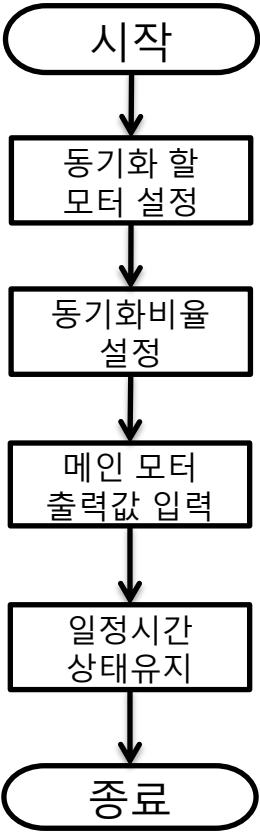 시작
동기화 할
모터 설정
동기화비율
설정
메인 모터
출력값 입력
일정시간
상태유지
종료